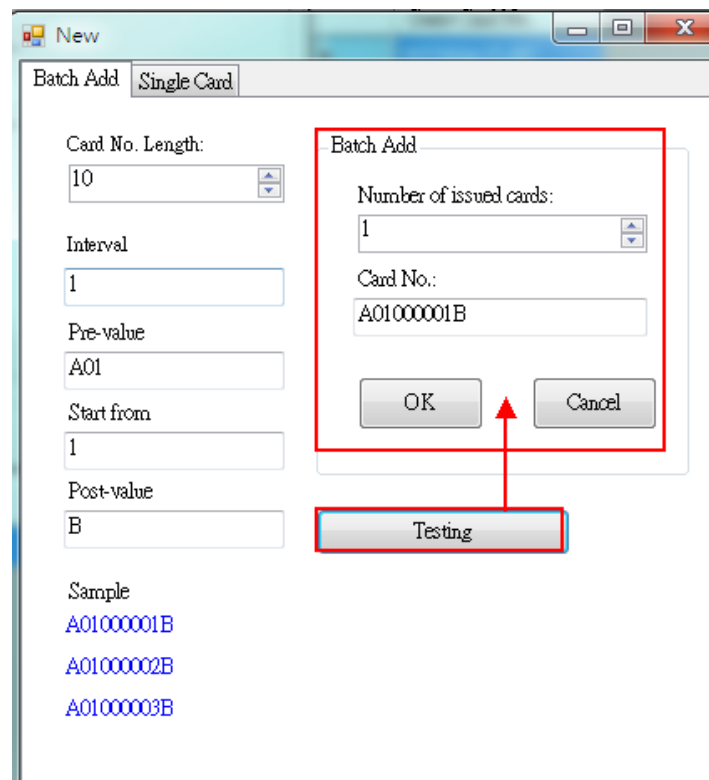 New
Batch Add
Single Card
Card No. Length:
10
Interval
1
Pre-value
A01
Start from
1
Post-value
B
Sample
A01000001B
A01000002B
A01000003B
Batch Add
Number of issued cards:
1
Card No.:
A01000001B
OK
Cancel
Testing